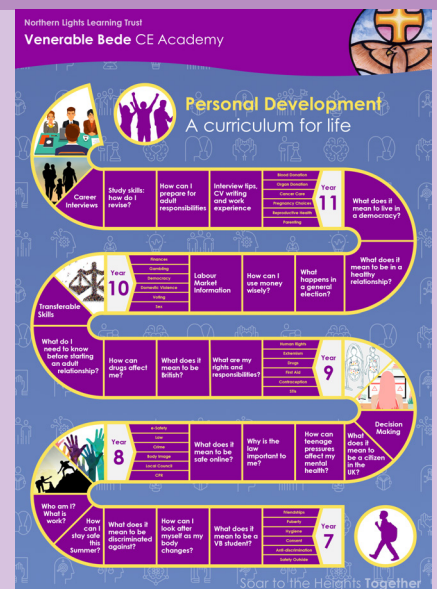 Northern Lights Learning Trust
Venerable Bede CE Academy
Personal Development
A curriculum for life
Career
Interviews
Study skills:
how do I
revise?
How can I
prepare for
adult
responsibilities
Interview tips,
CV writing
and work
experience
Blood Donation
Organ Donation
Cancer Care
Pregnancy Choices
Reproductive Health
Parenting
Year
11
What does it
mean to live in
a democracy?
What does it
mean to be in a
healthy
relationship?
Transferable
Skills
Year
10
Finances
Gambling
Democracy
Domestic Violence
Voting
Sex
Labour
Market
Information
How can I
use money
wisely?
What
happens in
a general
election?
What do I
need to know
before starting
an adult
relationship?
How can
drugs affect
me?
What does it
mean to be
British?
What are my
rights and
responsibilities?
Human Rights
Extremism
Drugs
First Aid
Contraception
STIs
Year
9
Decision
Making
Year
8
e-Safety
Law
Crime
Body Image
Local Council
CPR
What does it
mean to be
safe online?
Why is the
law
important to
me?
How can
teenage
pressures
affect my
mental
health?
What
does it
mean to
be a citizen
in the
UK?
Who am I?
What is
work?
How
can I
stay safe
this
Summer?
What does it
mean to be
discriminated
against?
How can I
look after
myself as my
body
changes?
What does it
mean to be a
VB student?
Friendships
Puberty
Hygiene
Consent
Anti-discrimination
Safety Outside
Year
7
Soar to the Heights Together